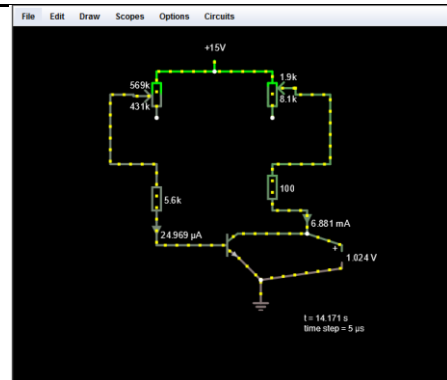 File Edit Draw Scopes Options Circuits
+15V
569k 1.9k
431k 8.1k
5.6k 100
24.969 µA 6.881 mA
+
1.024 V
t = 14.171 s
time step = 5 µs